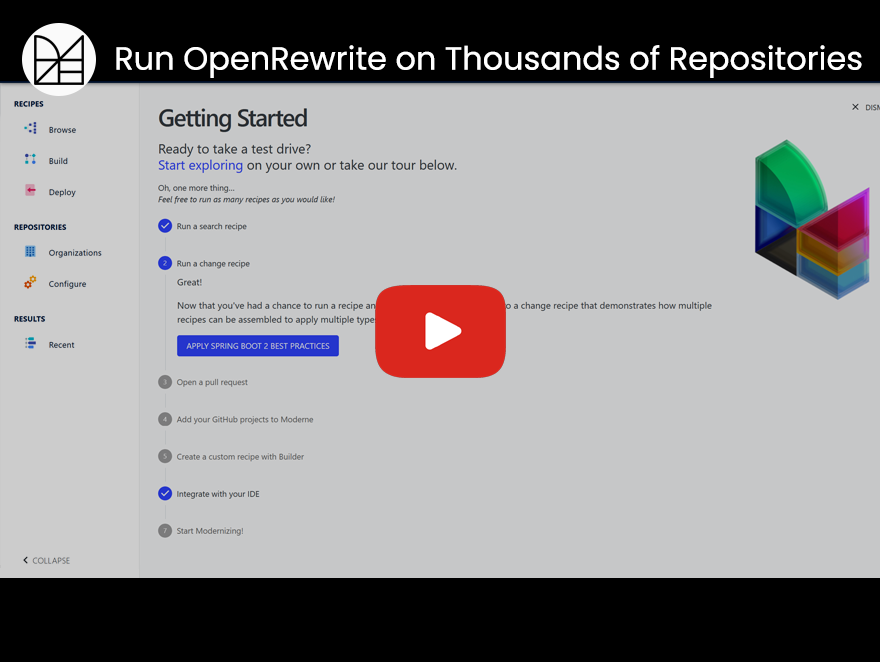 Run OpenRewrite on Thousands of Repositories
RECIPES
Browse
Build
Deploy
REPOSITORIES
Organizations
Configure
RESULTS
Recent
COLLAPSE
Getting Started
Ready to take a test drive?
Start exploring on your own or take our tour below.
Oh, one more thing...
Feel free to run as many recipes as you would like!
Run a search recipe
2 Run a change recipe
Great!
Now that you've had a chance to run a recipe an o a change recipe that demonstrates how multiple
recipes can be assembled to apply multiple type
APPLY SPRING BOOT 2 BEST PRACTICES
3 Open a pull request
4 Add your GitHub projects to Moderne
5 Create a custom recipe with Builder
Integrate with your IDE
7 Start Modernizing!
× DISM